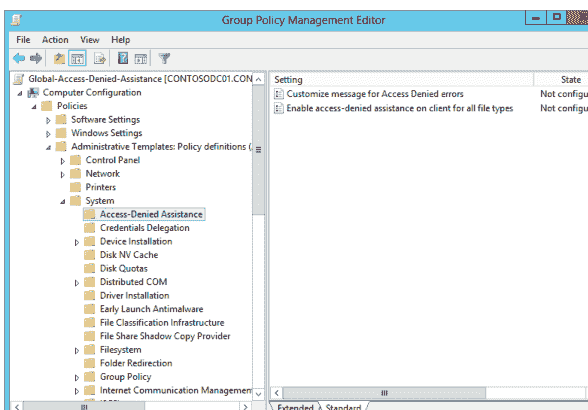 Group Policy Management Editor
File Action View Help
Global-Access-Denied-Assistance [CONTOSODC01.CON
Computer Configuration
Policies
Software Settings
Windows Settings
Administrative Templates: Policy definitions (
Control Panel
Network
Printers
System
Access-Denied Assistance
Credentials Delegation
Device Installation
Disk NV Cache
Disk Quotas
Distributed COM
Driver Installation
Early Launch Antimalware
File Classification Infrastructure
File Share Shadow Copy Provider
Filesystem
Folder Redirection
Group Policy
Internet Communication Managemen
Setting State
Customize message for Access Denied errors Not configu
Enable access-denied assistance on client for all file types Not configu
Extended Standard